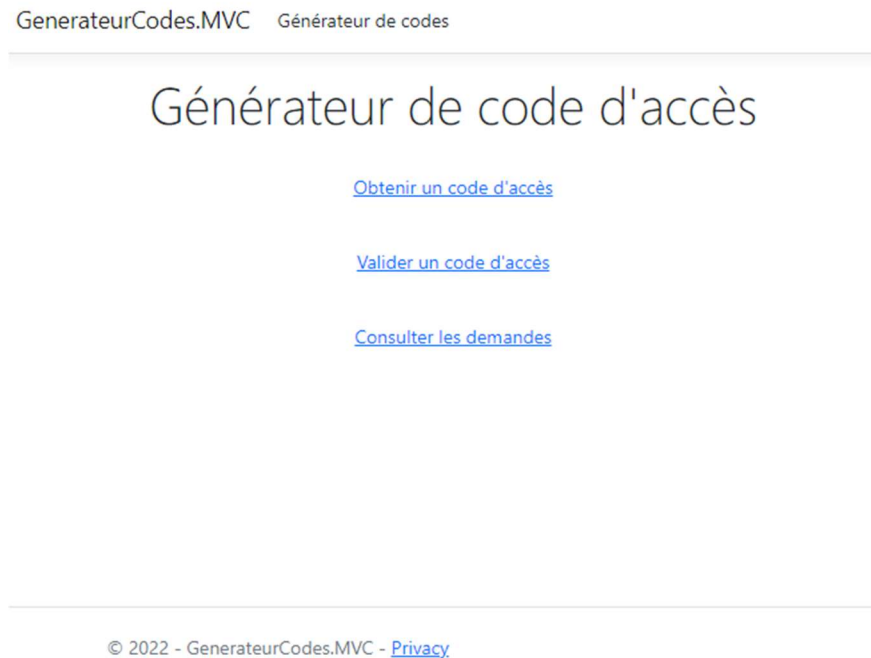 GenerateurCodes.MVC Générateur de codes
Générateur de code d'accès
Obtenir un code d'accès
Valider un code d'accès
Consulter les demandes
© 2022 - GenerateurCodes.MVC - Privacy